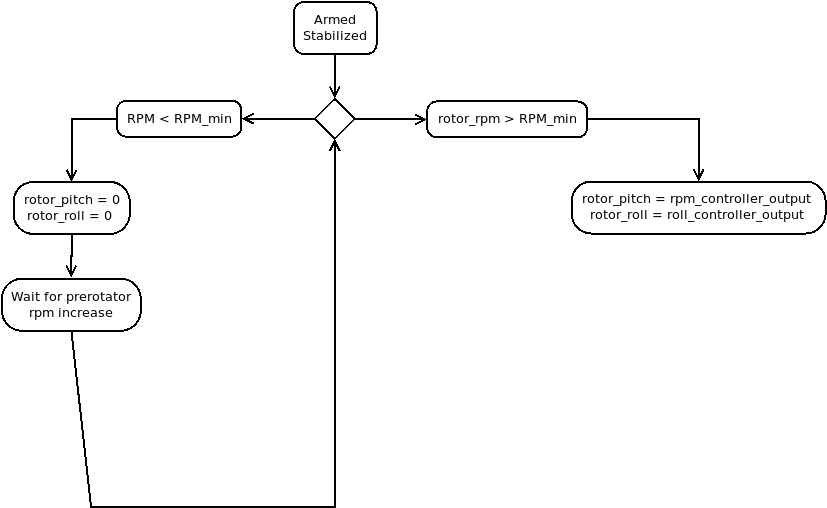 Armed
Stabilized
RPM < RPM_min
rotor_rpm > RPM_min
rotor_pitch = 0
rotor_roll = 0
rotor_pitch = rpm_controller_output
rotor_roll = roll_controller_output
Wait for prerotator
rpm increase